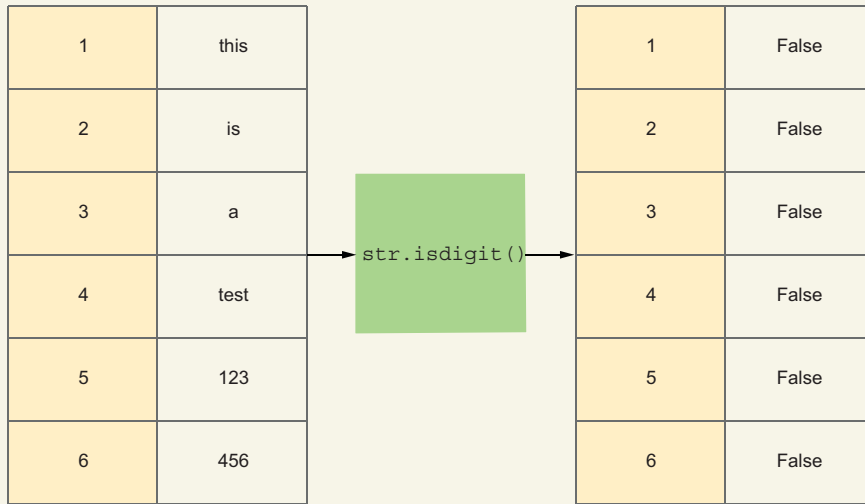 1 this
2 is
3 a
4 test
5 123
6 456
str.isdigit()
1 False
2 False
3 False
4 False
5 False
6 False